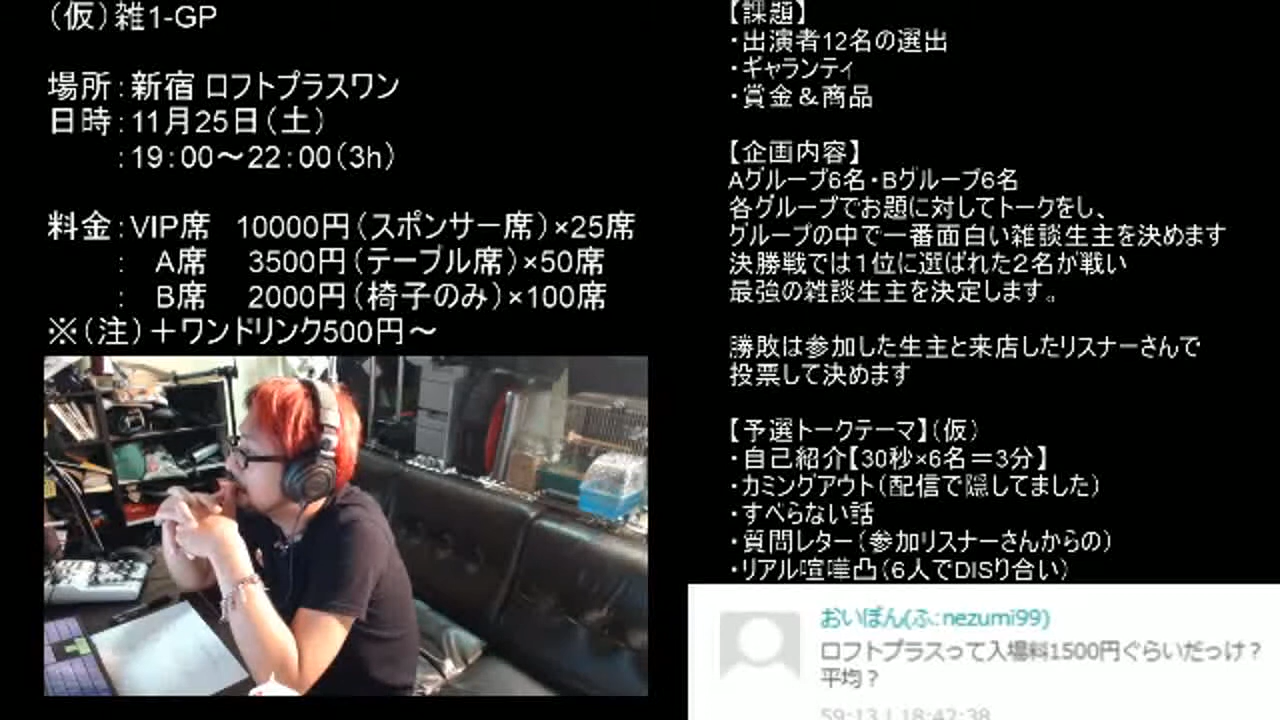 （仮）雑1-GP
場所：新宿 ロフトプラスワン
日時：11月25日（土）
：19：00～22：00（3h）
料金：VIP席 10000円（スポンサー席）×25席
： A席 3500円（テーブル席）×50席
： B席 2000円（椅子のみ）×100席
※（注）＋ワンドリンク500円～
【課題】
・出演者12名の選出
・ギャランティ
・賞金＆商品
【企画内容】
Aグループ6名・Bグループ6名
各グループでお題に対してトークをし、
グループの中で一番面白い雑談生主を決めます
決勝戦では１位に選ばれた２名が戦い
最強の雑談生主を決定します。
勝敗は参加した生主と来店したリスナーさんで
投票して決めます
【予選トークテーマ】（仮）
・自己紹介【30秒×6名＝3分】
・カミングアウト（配信で隠してました）
・すべらない話
・質問レター（参加リスナーさんからの）
・リアル喧嘩凸（6人でDISり合い）
おいぽん(ふ:nezumi99)
ロフトプラスって入場料1500円ぐらいだっけ？
平均？
59:13 | 18:42:38